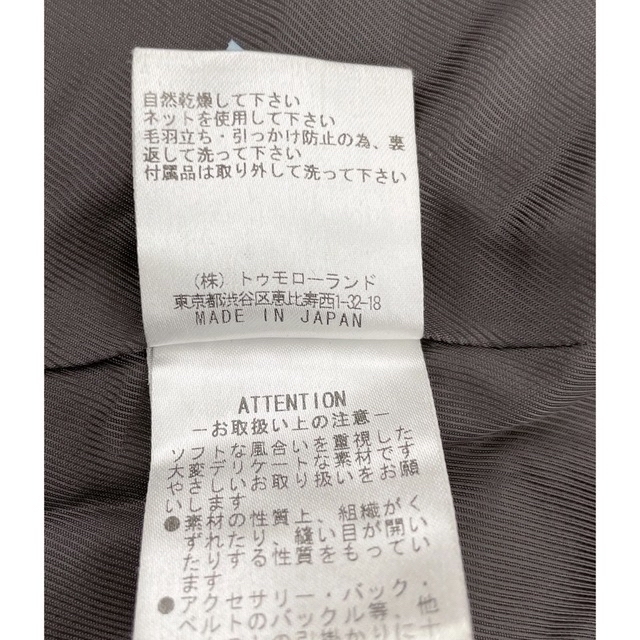 自然乾燥して下さい
ネットを使用して下さい
毛羽立ち・引っかけ防止の為、裏
返して洗って下さい
付属品は取り外して洗って下さい
(株) トゥモローランド
東京都渋谷区恵比寿西1-32-18
MADE IN JAPAN
ATTENTION
―お取扱い上の注意―
ソフトな風合いを重視した
大変デリケートな素材です
やさしいお取り扱いをお願
いします
●素材の性質上、組織がく
ずれたり、縫い目が開い
たりする性質をもってい
ます
●アクセサリー・バック・
ベルトのバックル等、他